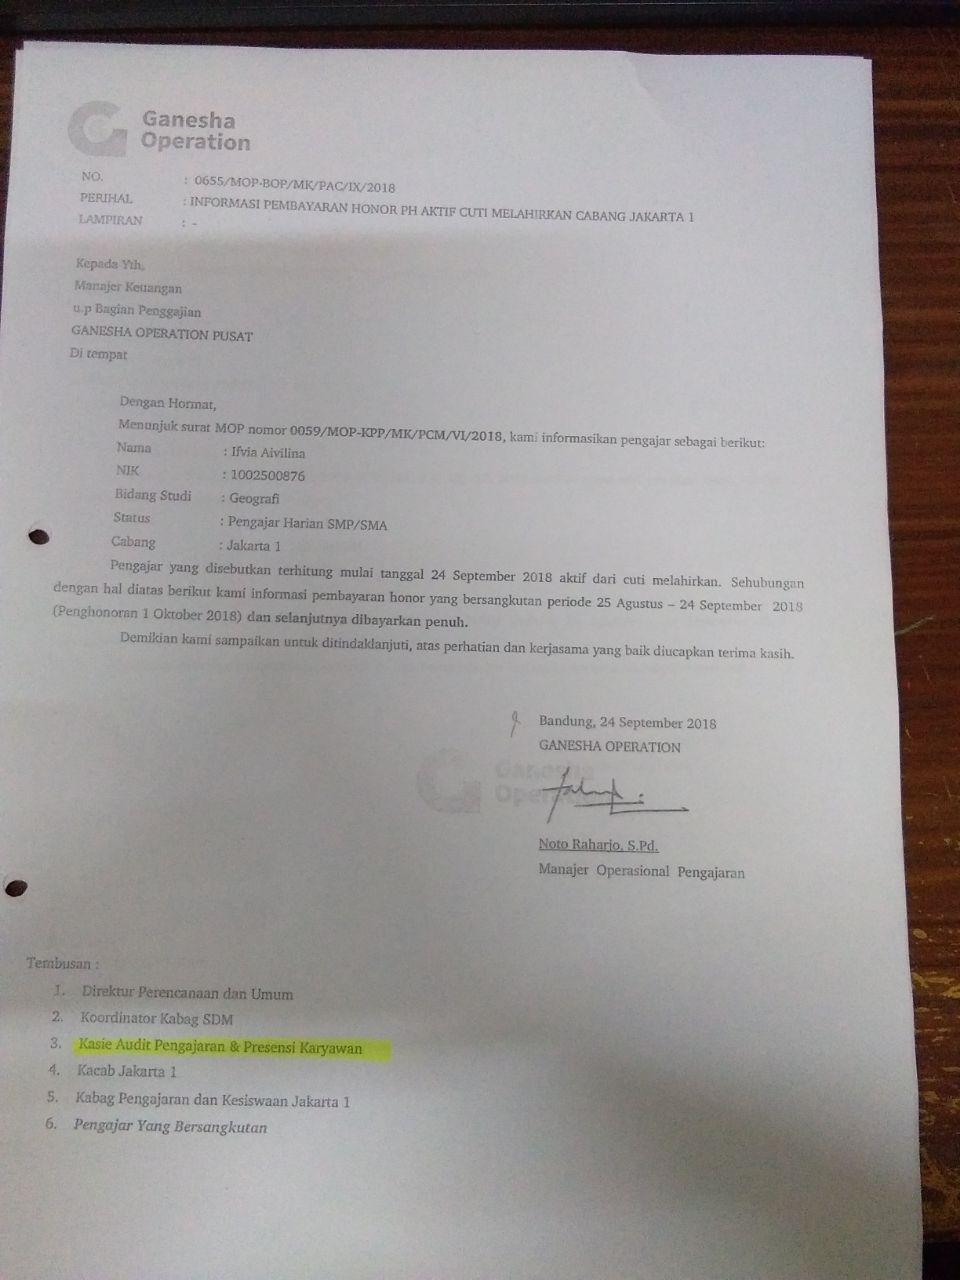 Ganesha
Operation
NO. : 0655/MOP-BOP/MK/PAC/IX/2018
PERIHAL : INFORMASI PEMBAYARAN HONOR PH AKTIF CUTI MELAHIRKAN CABANG JAKARTA 1
LAMPIRAN : -
Kepada Yth,
Manajer Keuangan
u.p Bagian Penggajian
GANESHA OPERATION PUSAT
Di tempat
Dengan Hormat,
Menunjuk surat MOP nomor 0059/MOP-KPP/MK/PCM/VI/2018, kami informasikan pengajar sebagai berikut:
Nama : Ifvia Aivilina
NIK : 1002500876
Bidang Studi : Geografi
Status : Pengajar Harian SMP/SMA
Cabang : Jakarta 1
Pengajar yang disebutkan terhitung mulai tanggal 24 September 2018 aktif dari cuti melahirkan. Sehubungan
dengan hal diatas berikut kami informasi pembayaran honor yang bersangkutan periode 25 Agustus – 24 September 2018
(Penghonoran 1 Oktober 2018) dan selanjutnya dibayarkan penuh.
Demikian kami sampaikan untuk ditindaklanjuti, atas perhatian dan kerjasama yang baik diucapkan terima kasih.
Bandung, 24 September 2018
GANESHA OPERATION
Ganesha
Operation
Noto Raharjo, S.Pd.
Manajer Operasional Pengajaran
Tembusan :
1. Direktur Perencanaan dan Umum
2. Koordinator Kabag SDM
3. Kasie Audit Pengajaran & Presensi Karyawan
4. Kacab Jakarta 1
5. Kabag Pengajaran dan Kesiswaan Jakarta 1
6. Pengajar Yang Bersangkutan